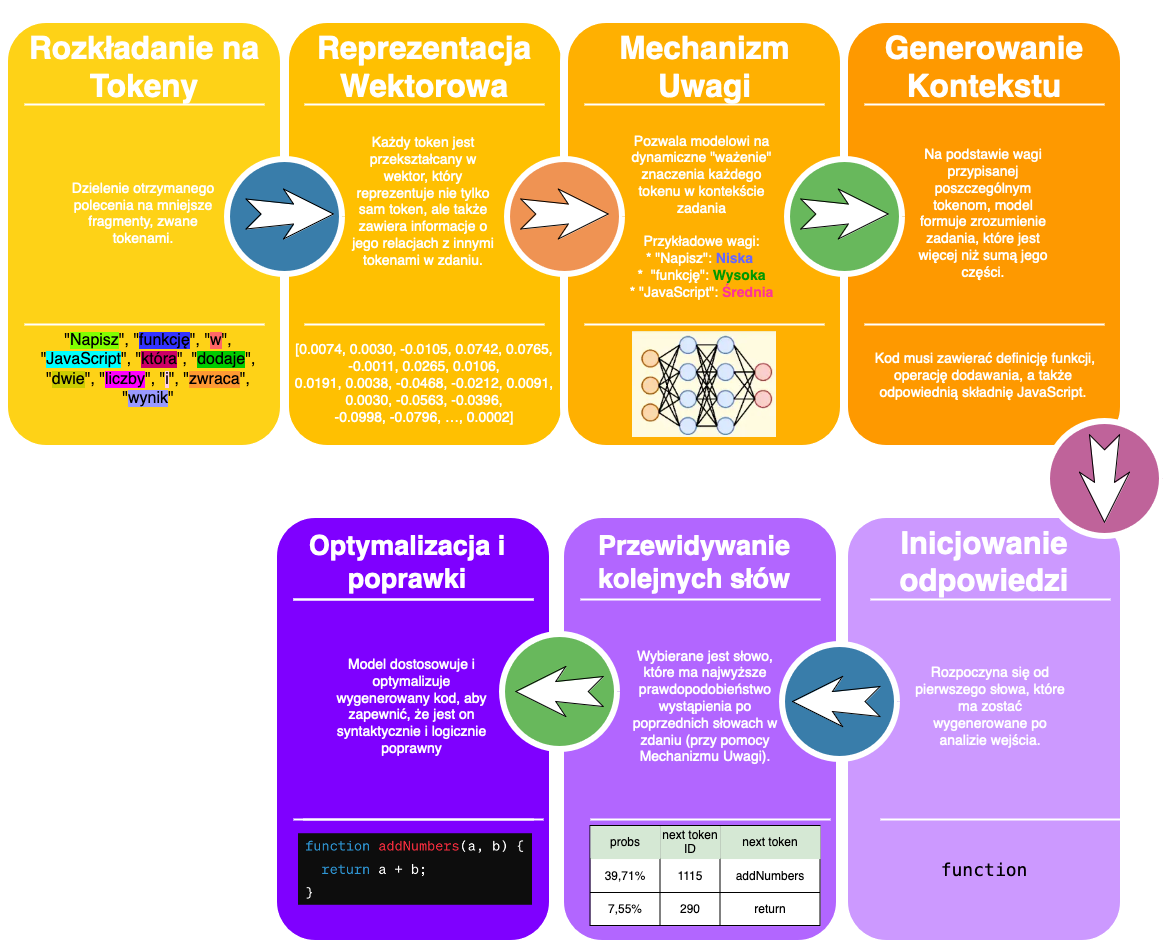 Rozkładanie na
Tokeny
Dzielenie otrzymanego
polecenia na mniejsze
fragmenty, zwane
tokenami.
"Napisz", "funkcję", "w",
"JavaScript", "która", "dodaje",
"dwie", "liczby", "i", "zwraca",
"wynik"
Reprezentacja
Wektorowa
Każdy token jest
przekształcany w
wektor, który
reprezentuje nie tylko
sam token, ale także
zawiera informacje o
jego relacjach z innymi
tokenami w zdaniu.
[0.0074, 0.0030, -0.0105, 0.0742, 0.0765,
-0.0011, 0.0265, 0.0106,
0.0191, 0.0038, -0.0468, -0.0212, 0.0091,
0.0030, -0.0563, -0.0396,
-0.0998, -0.0796, …, 0.0002]
Mechanizm
Uwagi
Pozwala modelowi na
dynamiczne "ważenie"
znaczenia każdego
tokenu w kontekście
zadania
Przykładowe wagi:
* "Napisz": Niska
* "funkcję": Wysoka
* "JavaScript": Średnia
Generowanie
Kontekstu
Na podstawie wagi
przypisanej
poszczególnym
tokenom, model
formuje zrozumienie
zadania, które jest
więcej niż sumą jego
części.
Kod musi zawierać definicję funkcji,
operację dodawania, a także
odpowiednią składnię JavaScript.
Inicjowanie
odpowiedzi
Rozpoczyna się od
pierwszego słowa, które
ma zostać
wygenerowane po
analizie wejścia.
function
Przewidywanie
kolejnych słów
Wybierane jest słowo,
które ma najwyższe
prawdopodobieństwo
wystąpienia po
poprzednich słowach w
zdaniu (przy pomocy
Mechanizmu Uwagi).
probs next token ID next token
39,71% 1115 addNumbers
7,55% 290 return
Optymalizacja i
poprawki
Model dostosowuje i
optymalizuje
wygenerowany kod, aby
zapewnić, że jest on
syntaktycznie i logicznie
poprawny
function addNumbers(a, b) {
return a + b;
}